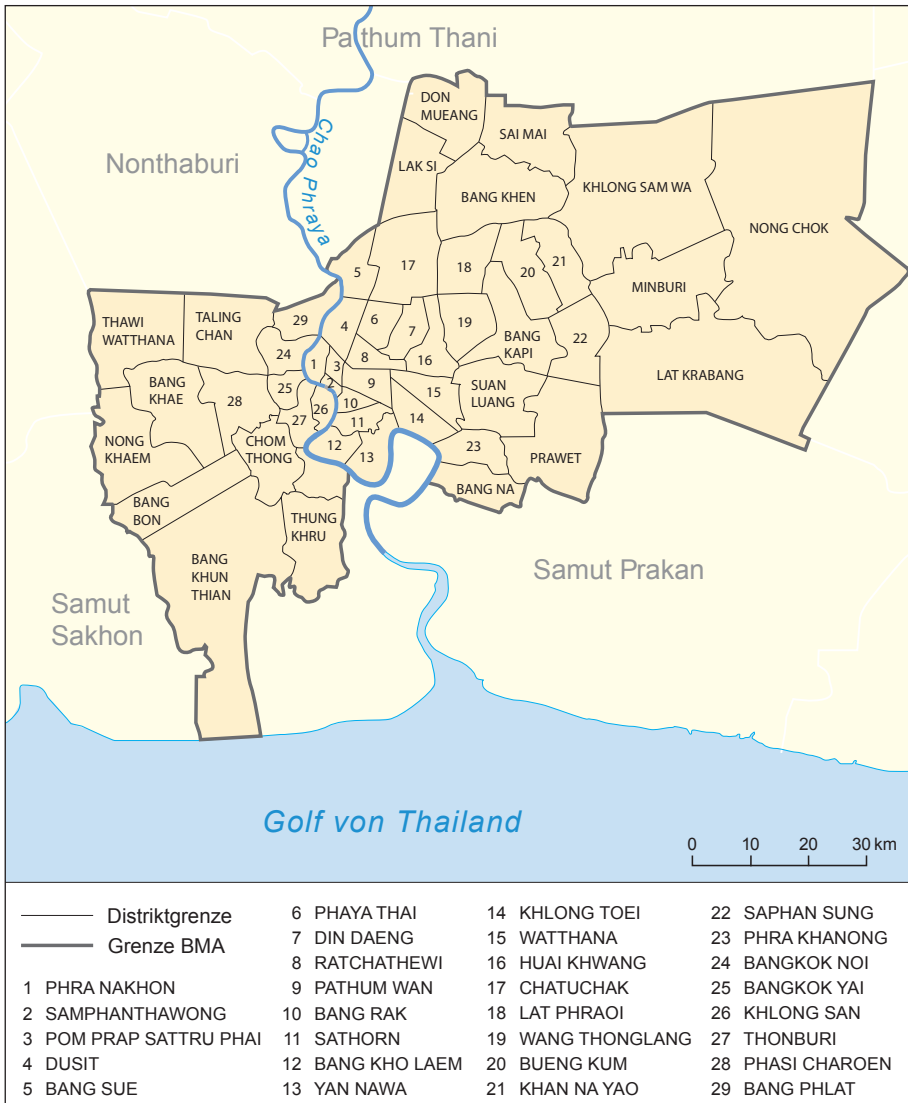 Pathum Thani
DON
MUEANG
SAI MAI
Chao Phraya
Nonthaburi
LAK SI
KHLONG SAM WA
BANG KHEN
NONG CHOK
5
17
18
20
21
MINBURI
THAWI
WATTHANA
TALING
CHAN
29
4
6
7
19
BANG
KAPI
22
24
1
3
8
16
LAT KRABANG
BANG
KHAE
28
25
2
9
15
SUAN
LUANG
26
10
27
11
14
NONG
KHAEM
CHOM
THONG
12
13
23
PRAWET
BANG NA
BANG
BON
THUNG
KHRU
BANG
KHUN
THIAN
Samut Prakan
Samut
Sakhon
Golf von Thailand
0 10 20 30 km
Distriktgrenze
Grenze BMA
1 PHRA NAKHON
2 SAMPHANTHAWONG
3 POM PRAP SATTRU PHAI
4 DUSIT
5 BANG SUE
6 PHAYA THAI
7 DIN DAENG
8 RATCHATHEWI
9 PATHUM WAN
10 BANG RAK
11 SATHORN
12 BANG KHO LAEM
13 YAN NAWA
14 KHLONG TOEI
15 WATTHANA
16 HUAI KHWANG
17 CHATUCHAK
18 LAT PHRAOI
19 WANG THONGLANG
20 BUENG KUM
21 KHAN NA YAO
22 SAPHAN SUNG
23 PHRA KHANONG
24 BANGKOK NOI
25 BANGKOK YAI
26 KHLONG SAN
27 THONBURI
28 PHASI CHAROEN
29 BANG PHLAT